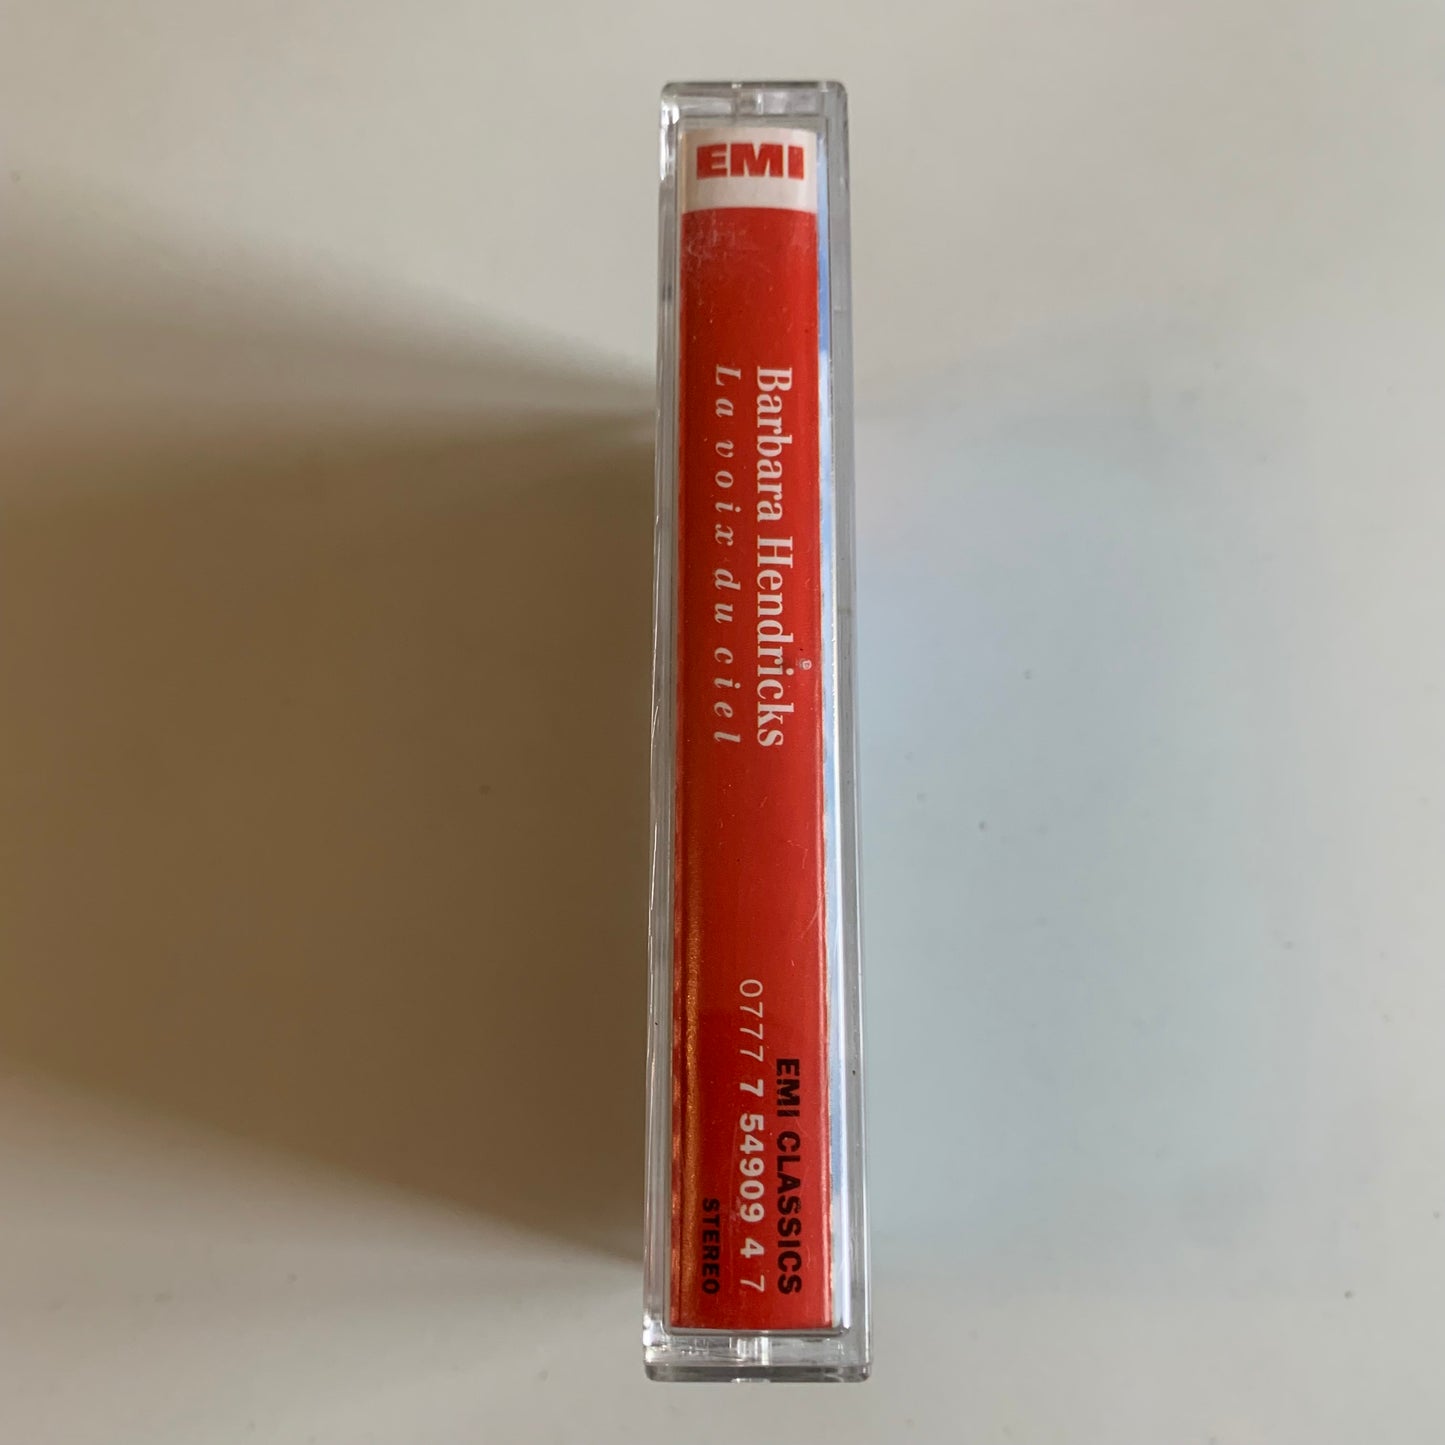 EMI
Barbara Hendricks
La voix du ciel
EMI CLASSICS
0777 7 54909 4 7
STEREO